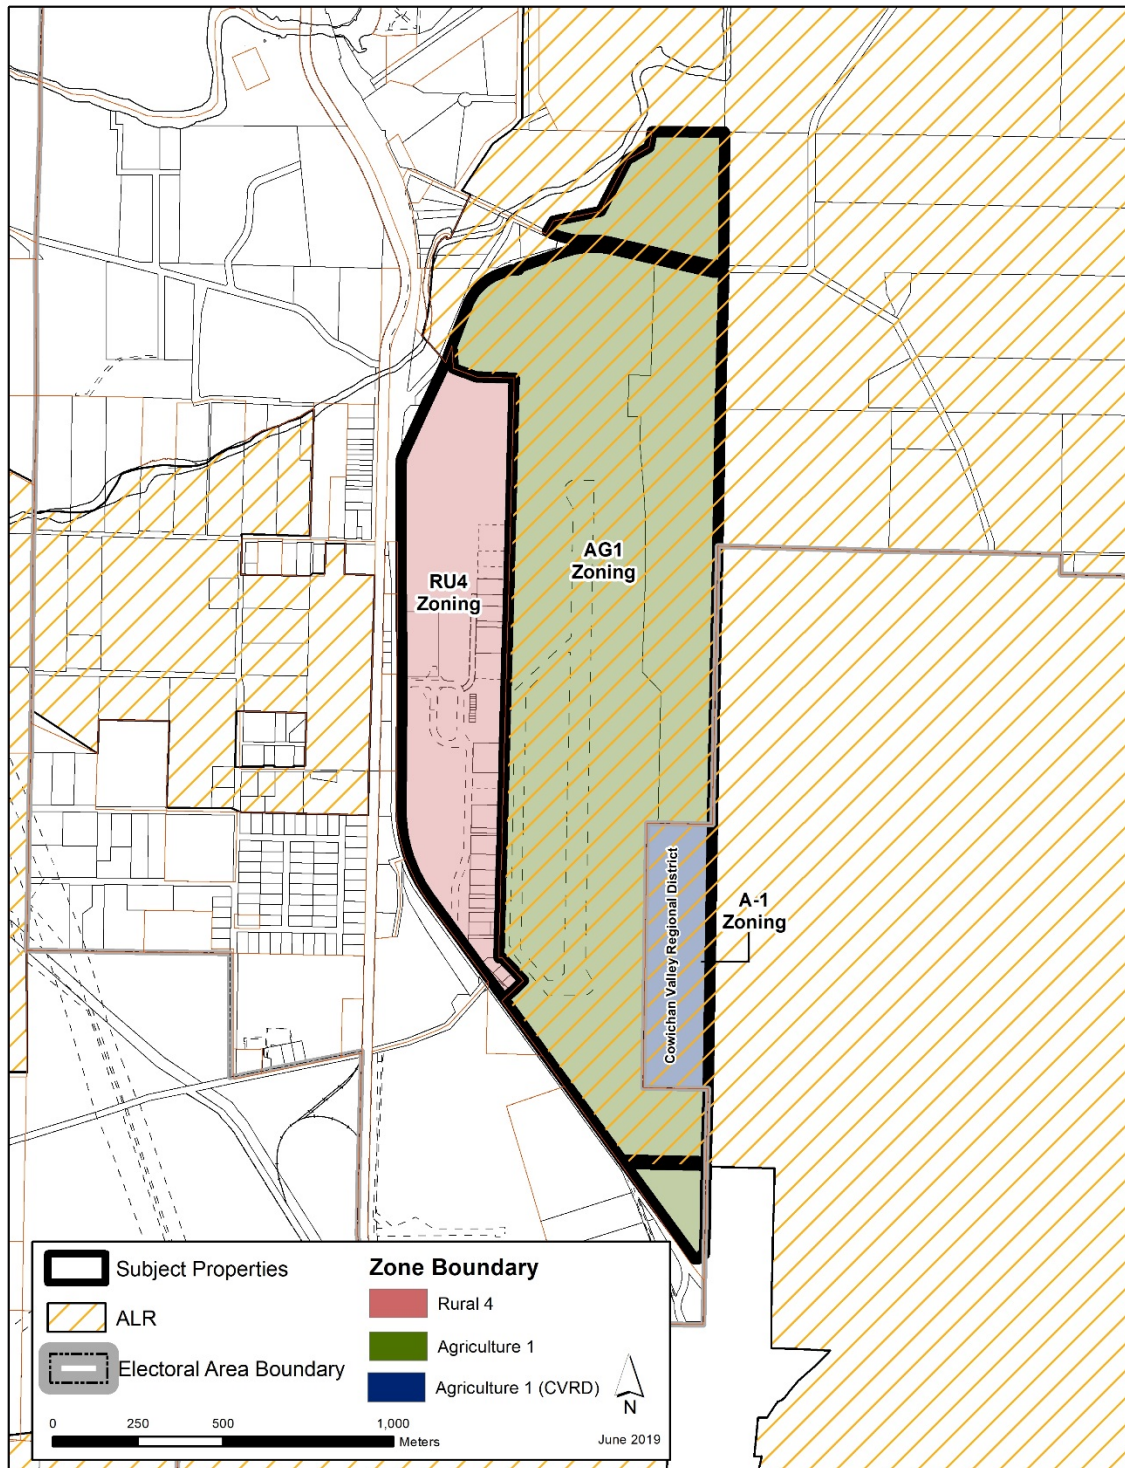 AG1
Zoning
RU4
Zoning
Cowichan Valley Regional District
A-1
Zoning
Subject Properties
ALR
Electoral Area Boundary
Zone Boundary
Rural 4
Agriculture 1
Agriculture 1 (CVRD)
N
0 250 500 1,000
Meters
June 2019